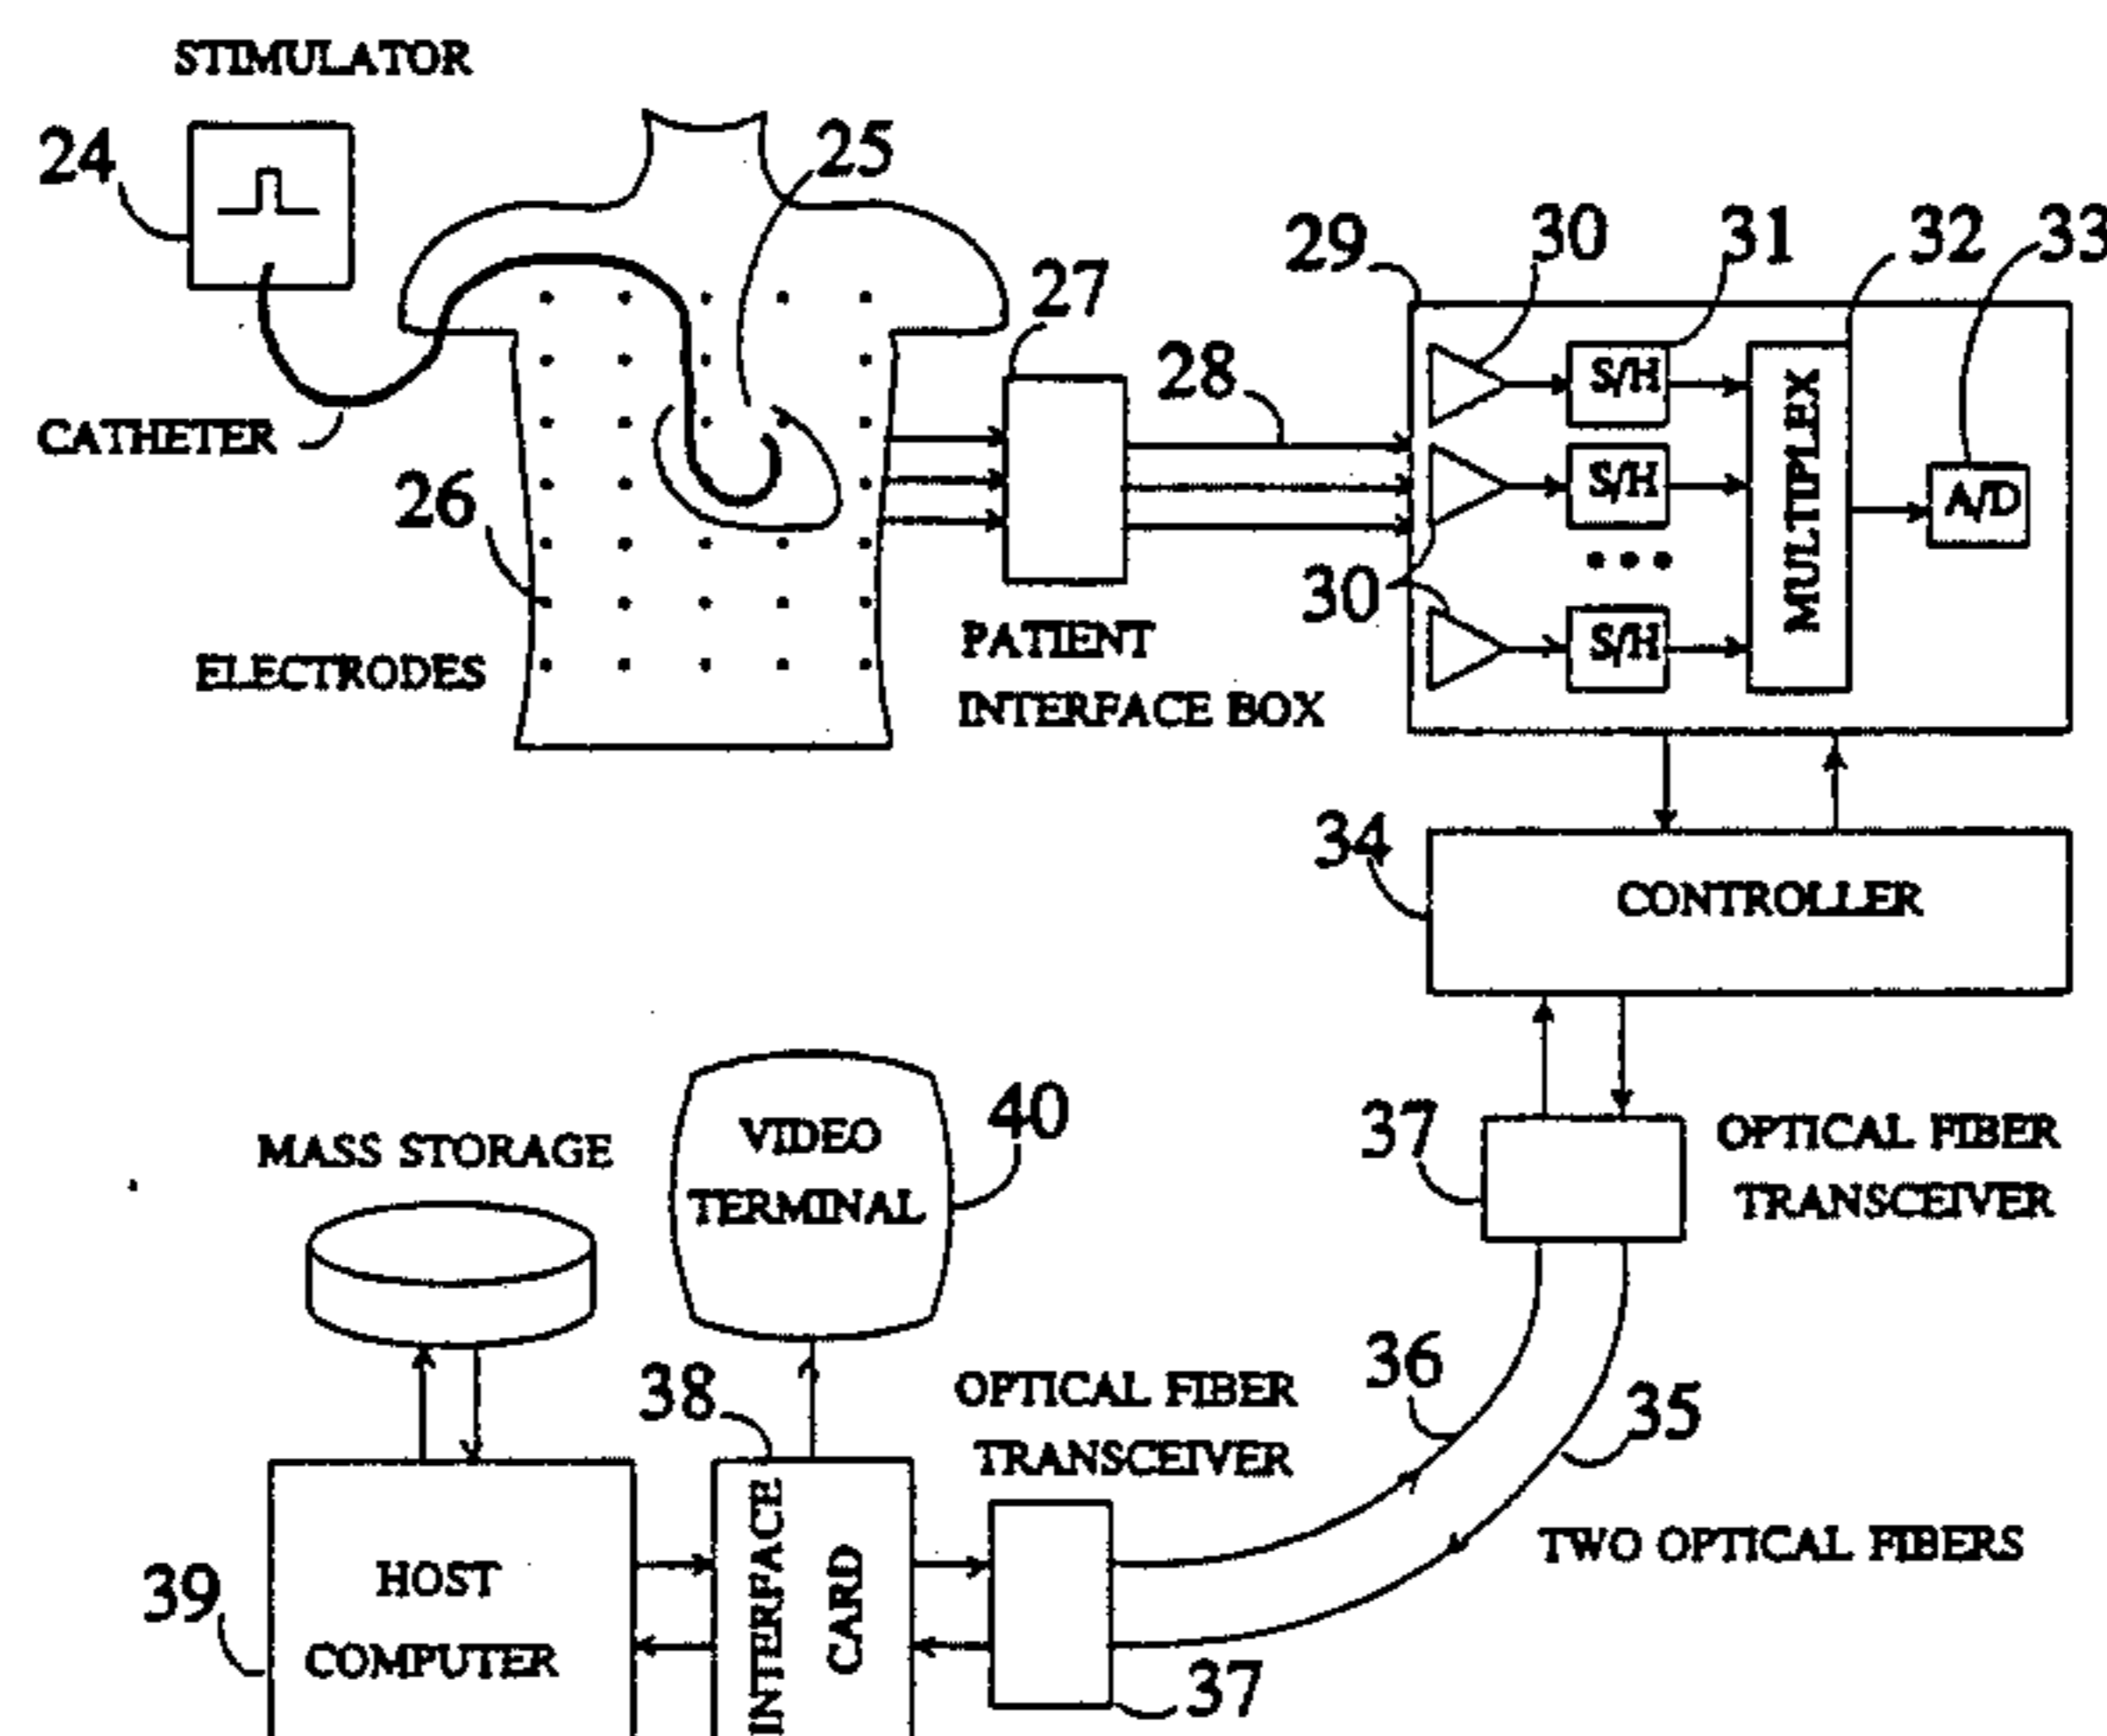 STIMULATOR
24
25
CATHETER
26
ELECTRODES
27
28
PATIENT
INTERFACE BOX
29
30
31
32
33
S/H
S/H
S/H
MULTIPLEX
A/D
30
34
CONTROLLER
37
OPTICAL FIBER
TRANSCEIVER
MASS STORAGE
VIDEO
TERMINAL
40
36
35
38
OPTICAL FIBER
TRANSCEIVER
TWO OPTICAL FIBERS
39
HOST
COMPUTER
INTERFACE
CARD
37